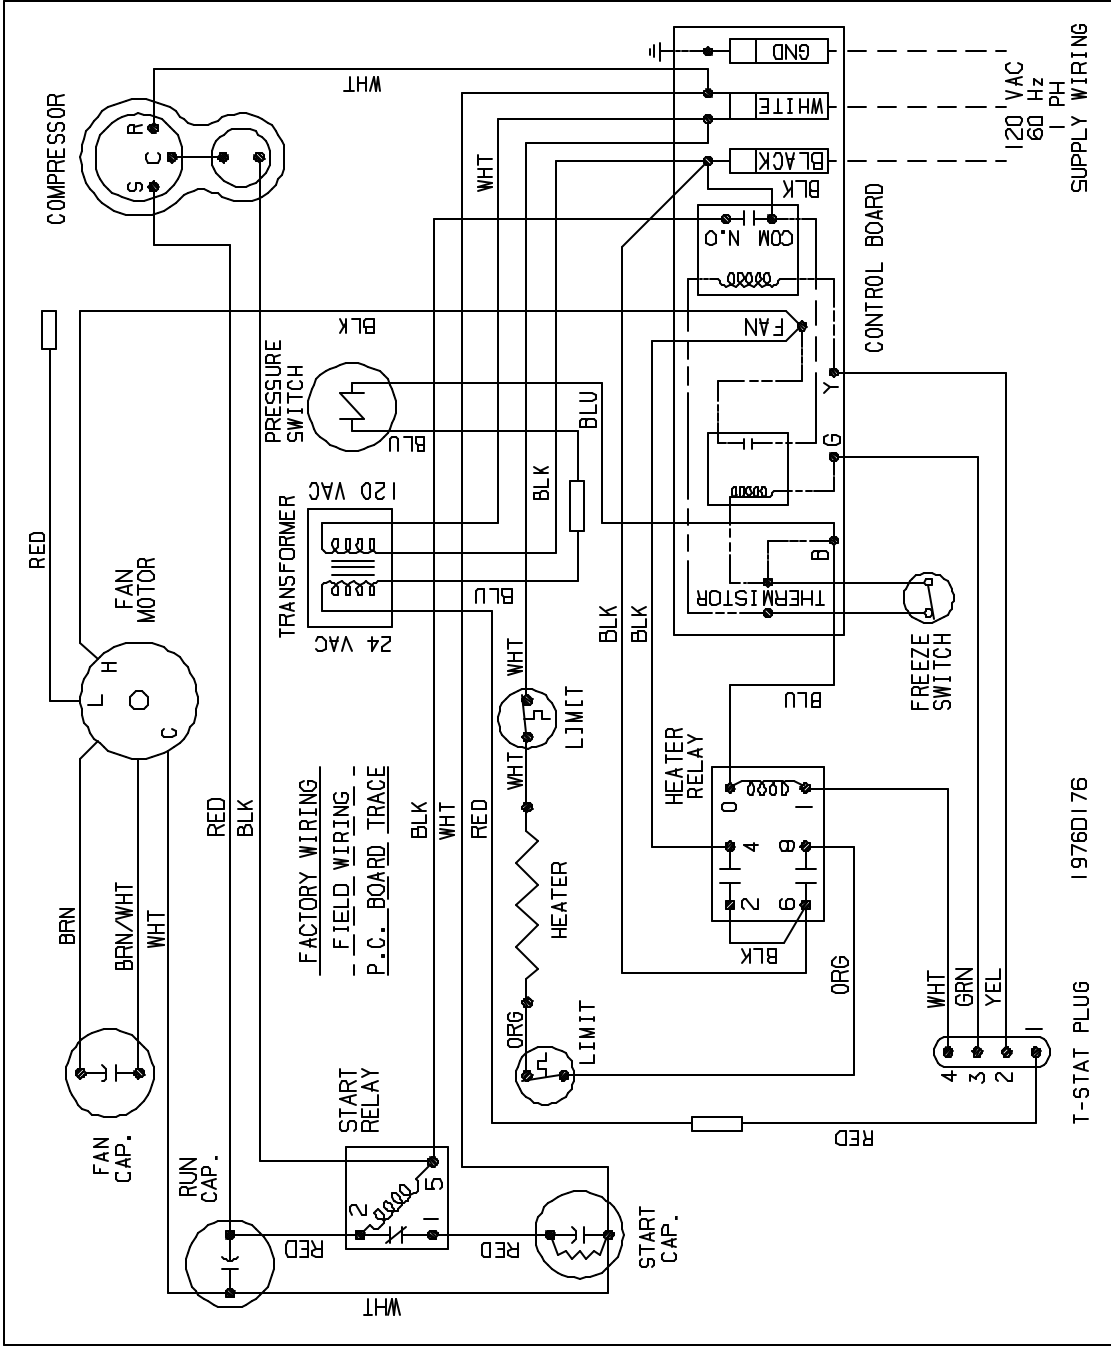 COMPRESSOR
R
C
S
WHT
GND
WHITE
BLACK
120 VAC
60 Hz
1 PH
SUPPLY WIRING
WHT
BLK
N.O
COM
CONTROL BOARD
FAN
BLK
PRESSURE
SWITCH
BLU
BLU
Y
G
B
THERMISTOR
TRANSFORMER
120 VAC
24 VAC
BLK
BLU
RED
FAN
MOTOR
H
L
C
BLK
BLK
WHT
LIMIT
WHT
FREEZE
SWITCH
BLU
HEATER
RELAY
0
1
4
8
2
6
BLK
ORG
RED
BLK
FACTORY WIRING
FIELD WIRING
P.C. BOARD TRACE
BLK
WHT
RED
HEATER
BRN
BRN/WHT
WHT
ORG
LIMIT
WHT
GRN
YEL
4
3
2
1
T-STAT PLUG
1976D176
RED
FAN
CAP.
RUN
CAP.
START
RELAY
2
5
1
RED
RED
START
CAP.
WHT